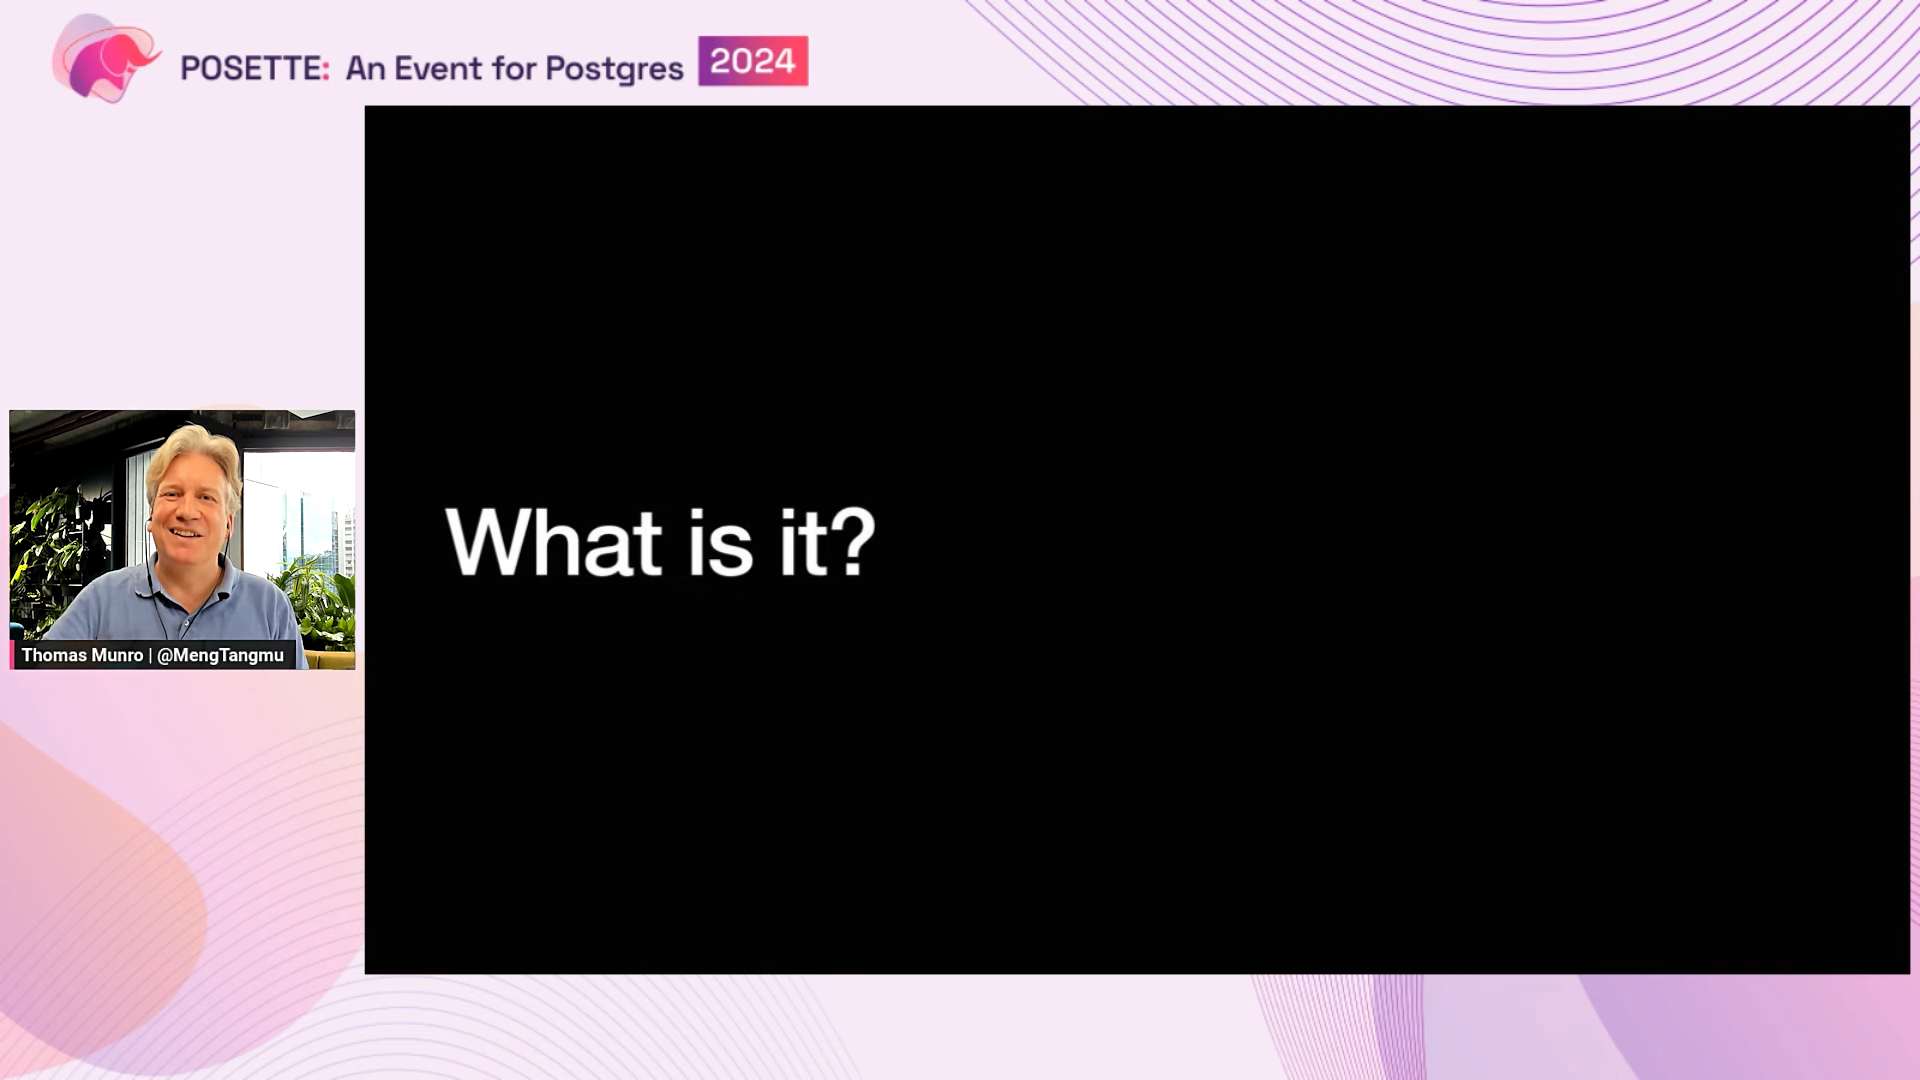 POSETTE: An Event for Postgres 2024
What is it?
Thomas Munro | @MengTangmu